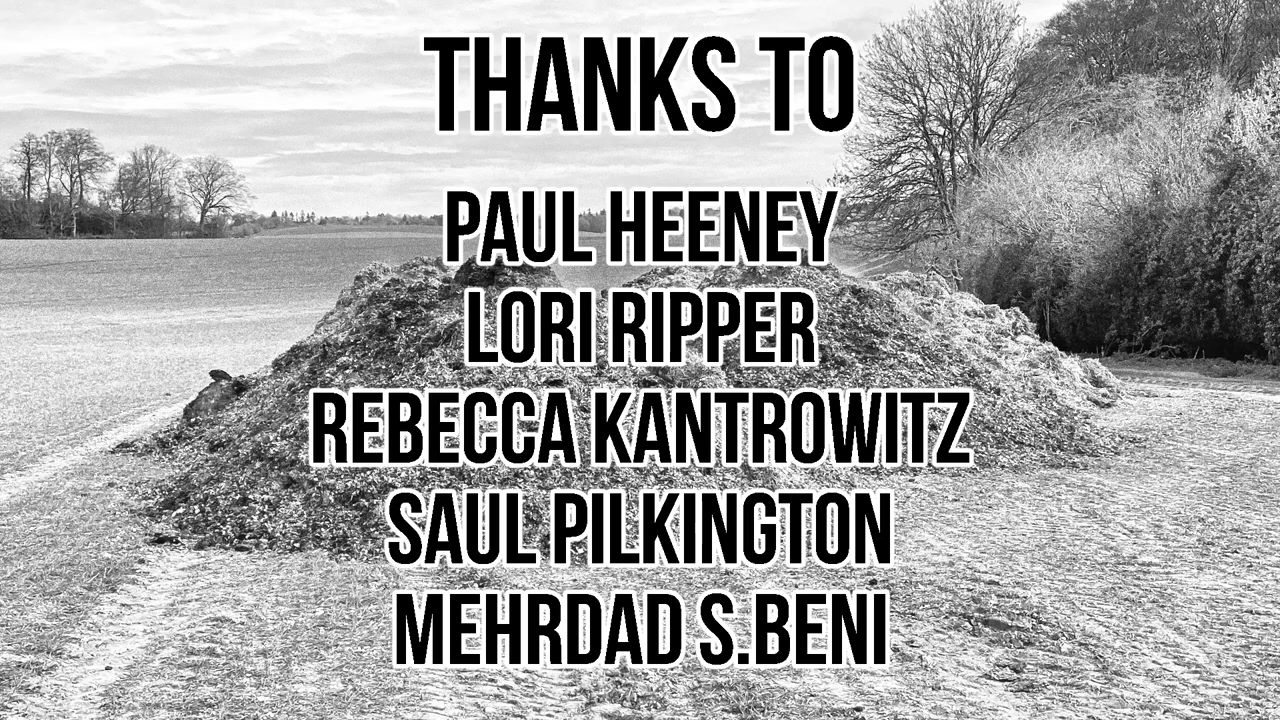 THANKS TO
PAUL HEENEY
LORI RIPPER
REBECCA KANTROWITZ
SAUL PILKINGTON
MEHRDAD S.BENI